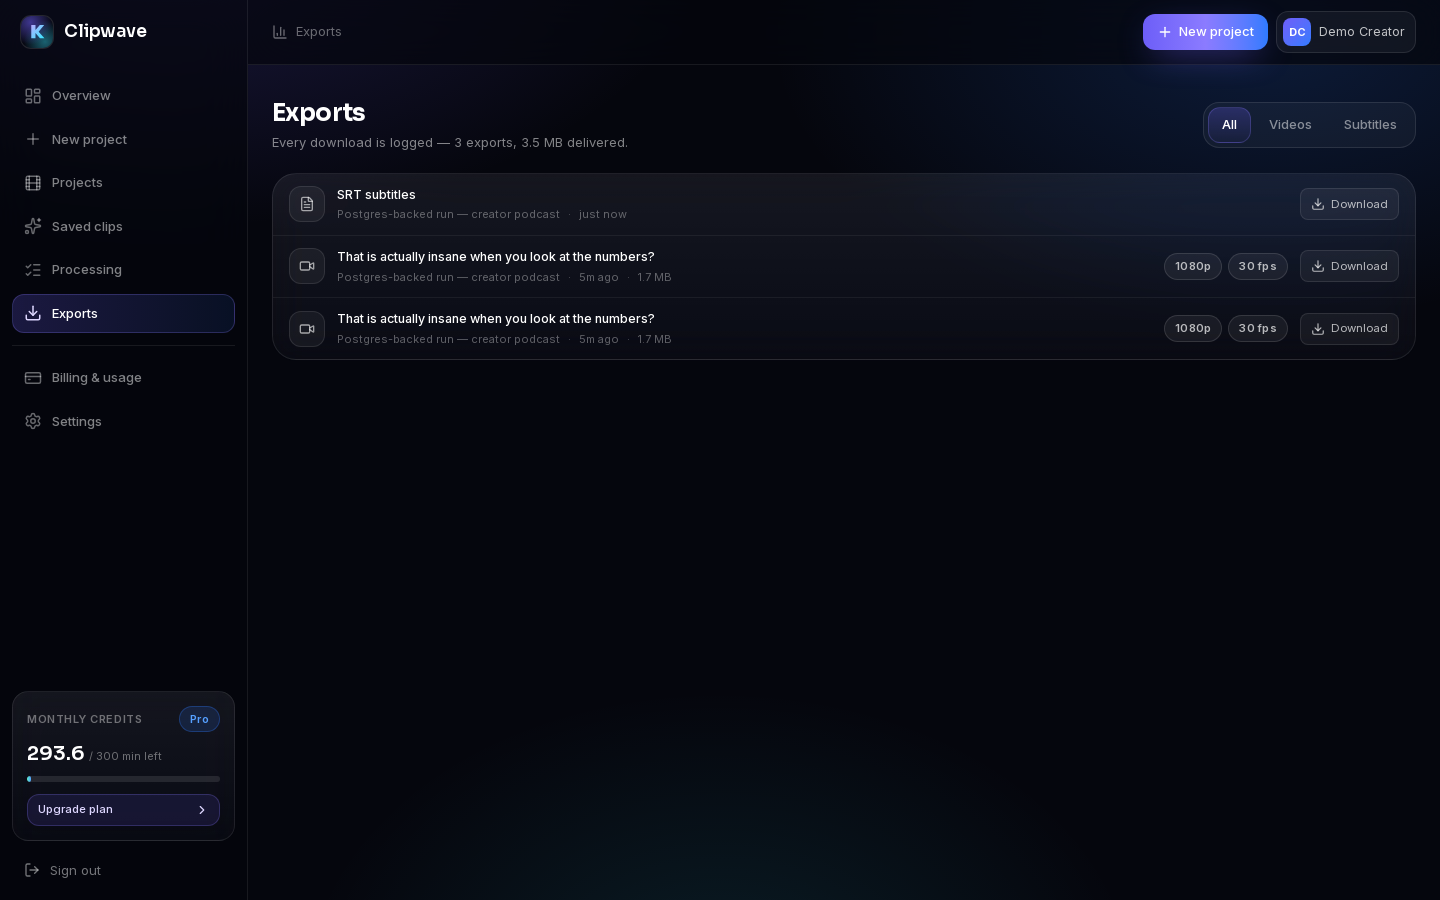 K Clipwave
Exports
New project
DC Demo Creator
Overview
New project
Projects
Saved clips
Processing
Exports
Billing & usage
Settings
MONTHLY CREDITS Pro
293.6 / 300 min left
Upgrade plan
Sign out
Exports
Every download is logged — 3 exports, 3.5 MB delivered.
All Videos Subtitles
SRT subtitles
Postgres-backed run — creator podcast · just now
Download
That is actually insane when you look at the numbers?
Postgres-backed run — creator podcast · 5m ago · 1.7 MB
1080p 30 fps Download
That is actually insane when you look at the numbers?
Postgres-backed run — creator podcast · 5m ago · 1.7 MB
1080p 30 fps Download